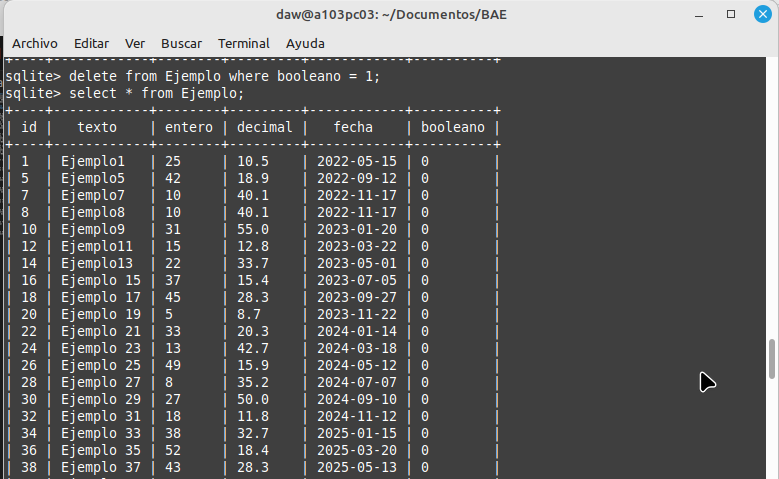 daw@a103pc03: ~/Documentos/BAE
Archivo Editar Ver Buscar Terminal Ayuda
+----+------------+--------+---------+------------+----------+
sqlite> delete from Ejemplo where booleano = 1;
sqlite> select * from Ejemplo;
+----+------------+--------+---------+------------+----------+
| id |   texto    | entero | decimal |   fecha    | booleano |
+----+------------+--------+---------+------------+----------+
| 1  | Ejemplo1   | 25     | 10.5    | 2022-05-15 | 0        |
| 5  | Ejemplo5   | 42     | 18.9    | 2022-09-12 | 0        |
| 7  | Ejemplo7   | 10     | 40.1    | 2022-11-17 | 0        |
| 8  | Ejemplo8   | 10     | 40.1    | 2022-11-17 | 0        |
| 10 | Ejemplo9   | 31     | 55.0    | 2023-01-20 | 0        |
| 12 | Ejemplo11  | 15     | 12.8    | 2023-03-22 | 0        |
| 14 | Ejemplo13  | 22     | 33.7    | 2023-05-01 | 0        |
| 16 | Ejemplo 15 | 37     | 15.4    | 2023-07-05 | 0        |
| 18 | Ejemplo 17 | 45     | 28.3    | 2023-09-27 | 0        |
| 20 | Ejemplo 19 | 5      | 8.7     | 2023-11-22 | 0        |
| 22 | Ejemplo 21 | 33     | 20.3    | 2024-01-14 | 0        |
| 24 | Ejemplo 23 | 13     | 42.7    | 2024-03-18 | 0        |
| 26 | Ejemplo 25 | 49     | 15.9    | 2024-05-12 | 0        |
| 28 | Ejemplo 27 | 8      | 35.2    | 2024-07-07 | 0        |
| 30 | Ejemplo 29 | 27     | 50.0    | 2024-09-10 | 0        |
| 32 | Ejemplo 31 | 18     | 11.8    | 2024-11-12 | 0        |
| 34 | Ejemplo 33 | 38     | 32.7    | 2025-01-15 | 0        |
| 36 | Ejemplo 35 | 52     | 18.4    | 2025-03-20 | 0        |
| 38 | Ejemplo 37 | 43     | 28.3    | 2025-05-13 | 0        |